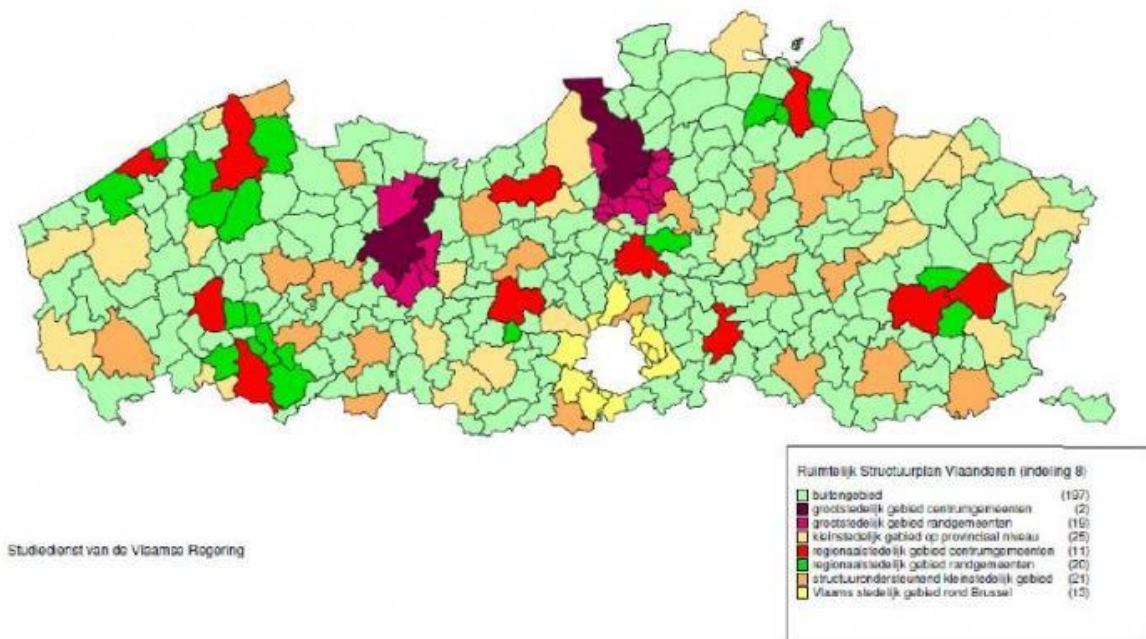 Ruimtelijk Structuurplan Vlaanderen (indeling 8)
buitengebied (197)
grootstedelijk gebied centrumgemeenten (2)
grootstedelijk gebied randgemeenten (19)
kleinstedelijk gebied op provinciaal niveau (25)
regionaalstedelijk gebied centrumgemeenten (11)
regionaalstedelijk gebied randgemeenten (20)
structuurondersteunend kleinstedelijk gebied (21)
Vlaams stedelijk gebied rond Brussel (13)
Studiedienst van de Vlaamse Regering